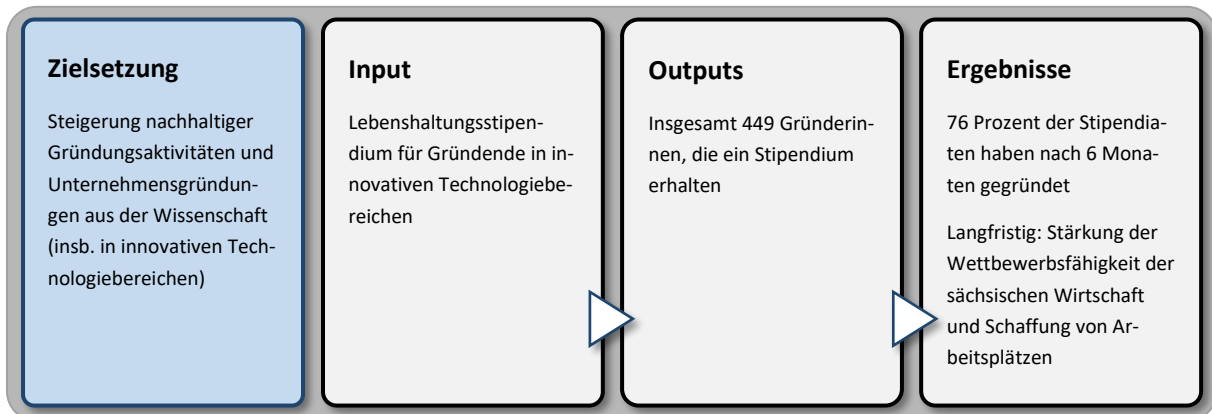 Zielsetzung
Steigerung nachhaltiger
Gründungsaktivitäten und
Unternehmensgründun-
gen aus der Wissenschaft
(insb. in innovativen Tech-
nologiebereichen)
Input
Lebenshaltungsstipen-
dium für Gründende in in-
novativen Technologiebe-
reichen
Outputs
Insgesamt 449 Gründerin-
nen, die ein Stipendium
erhalten
Ergebnisse
76 Prozent der Stipendia-
ten haben nach 6 Mona-
ten gegründet
Langfristig: Stärkung der
Wettbewerbsfähigkeit der
sächsischen Wirtschaft
und Schaffung von Ar-
beitsplätzen